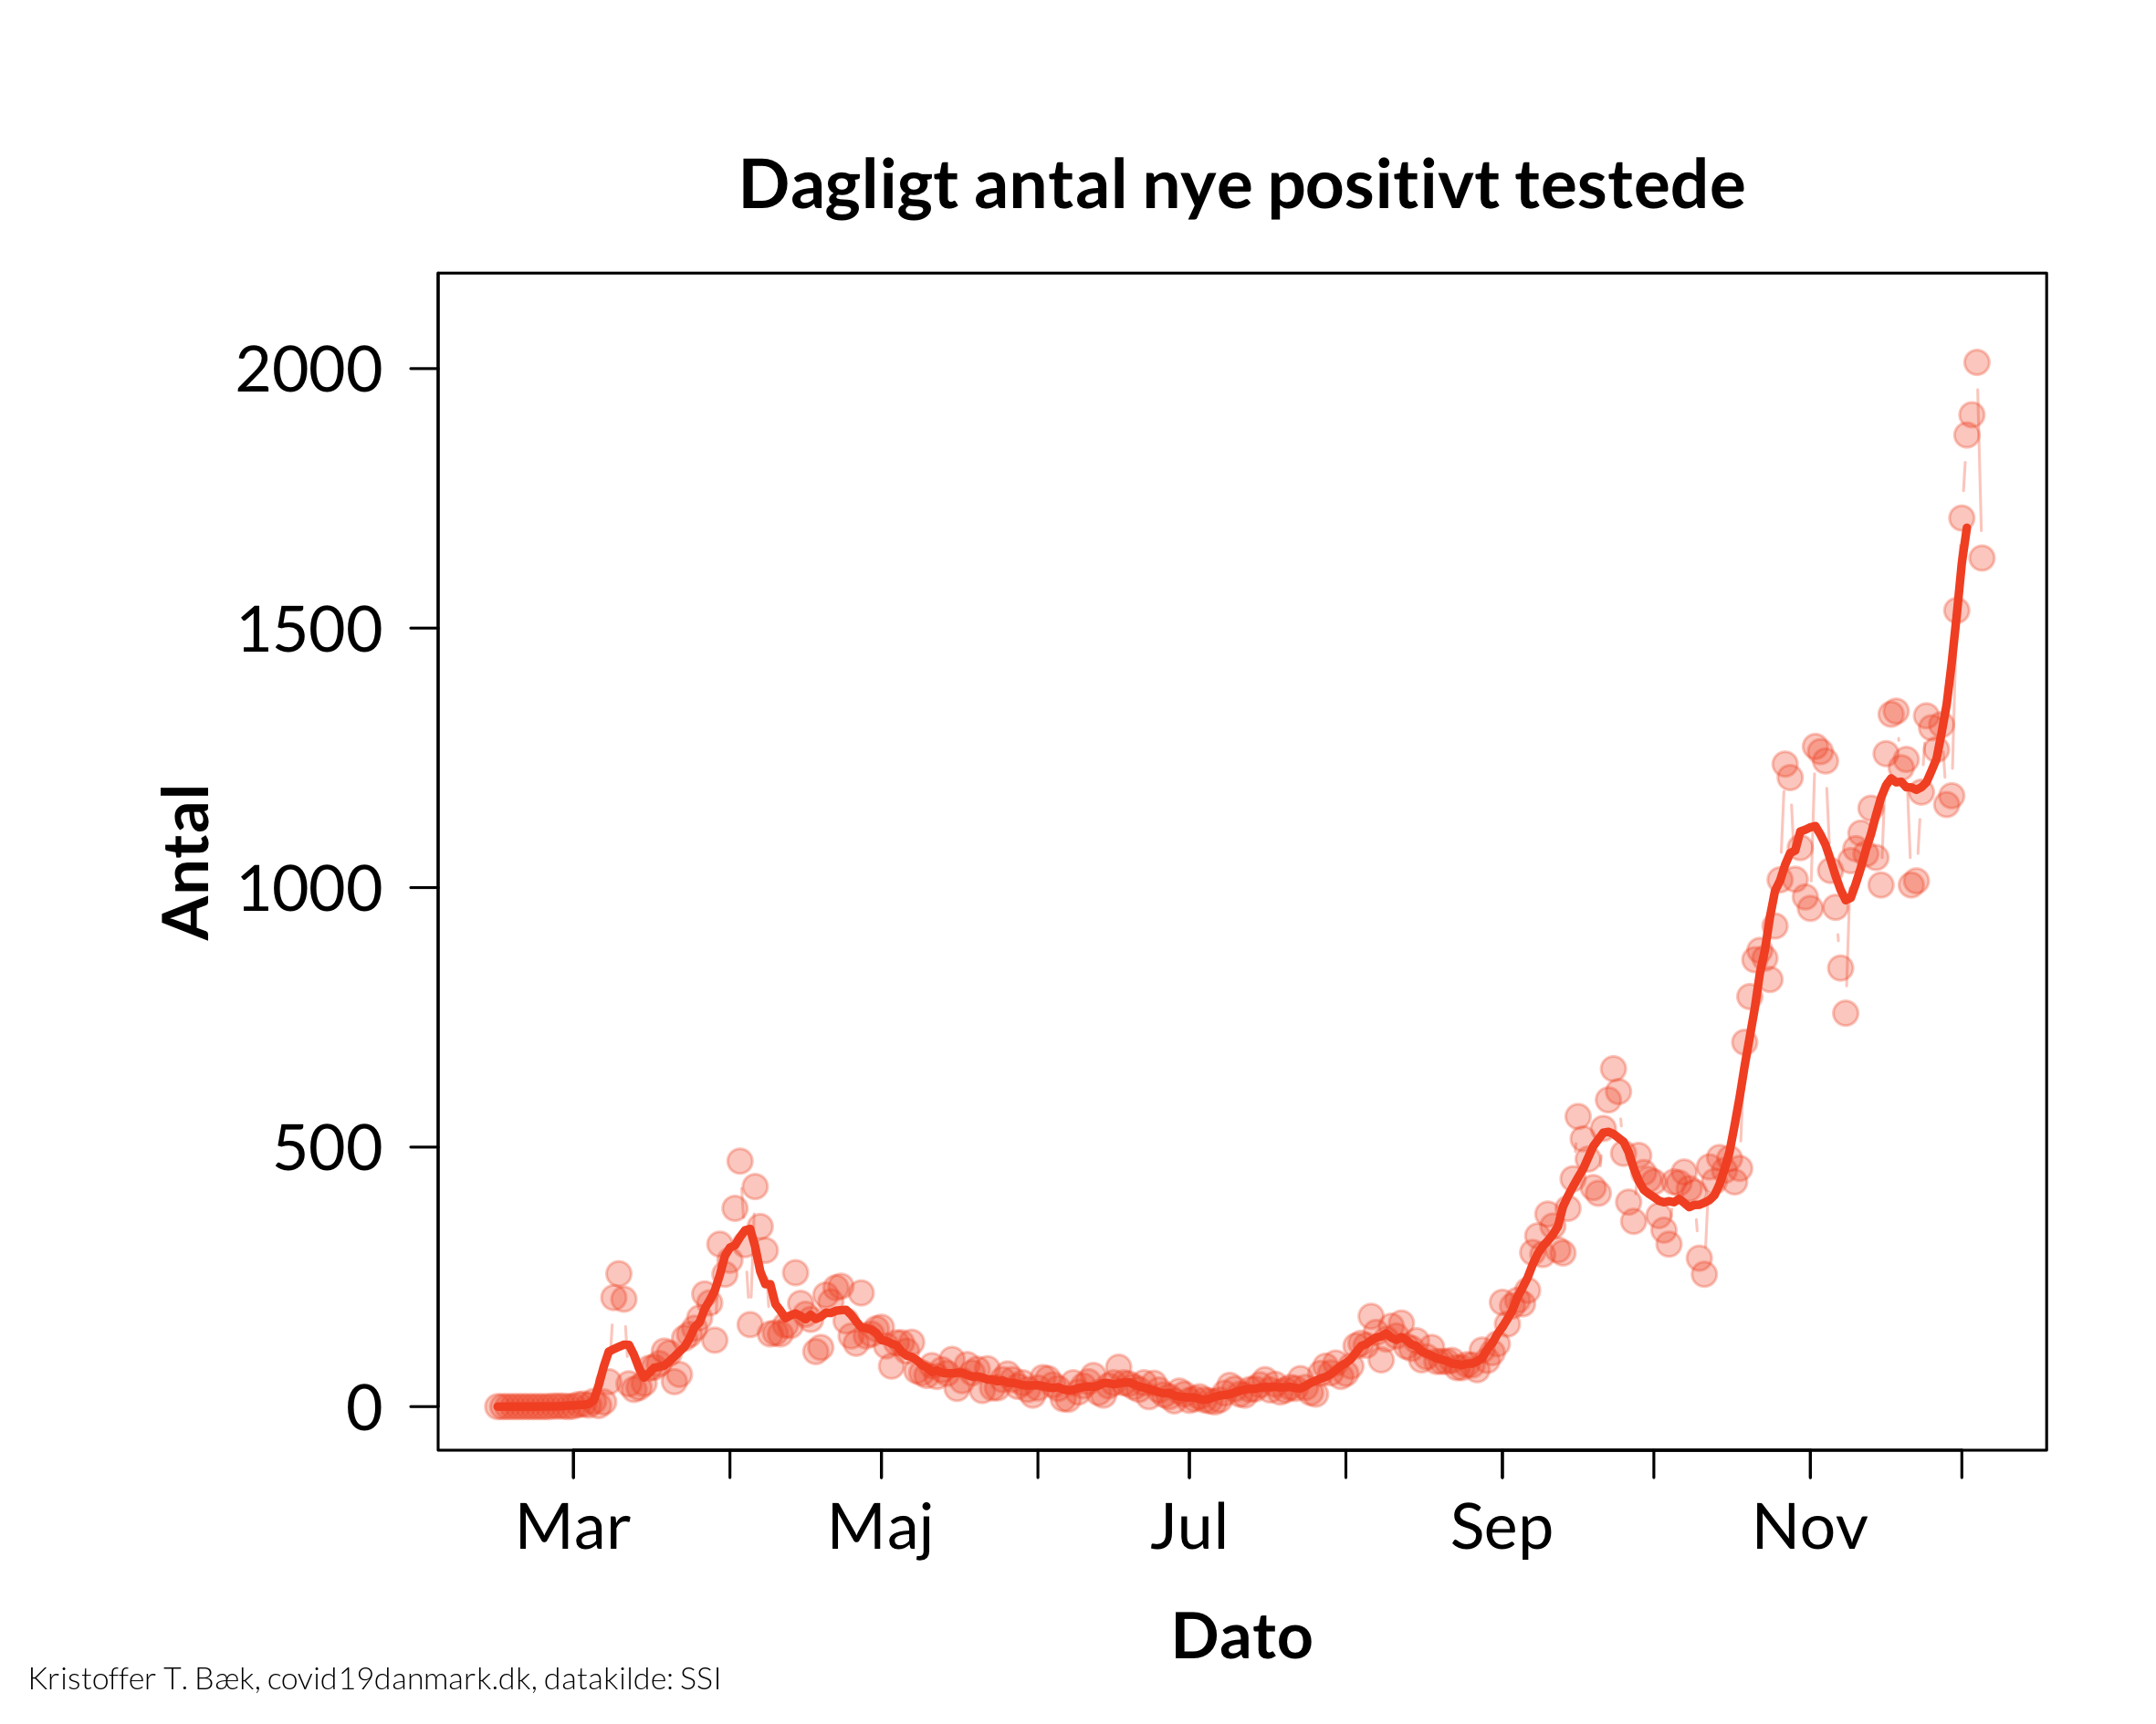 Dagligt antal nye positivt testede
2000
1500
1000
500
0
Antal
Mar
Maj
Jul
Sep
Nov
Dato
Kristoffer T. Bæk, covid19danmark.dk, datakilde: SSI